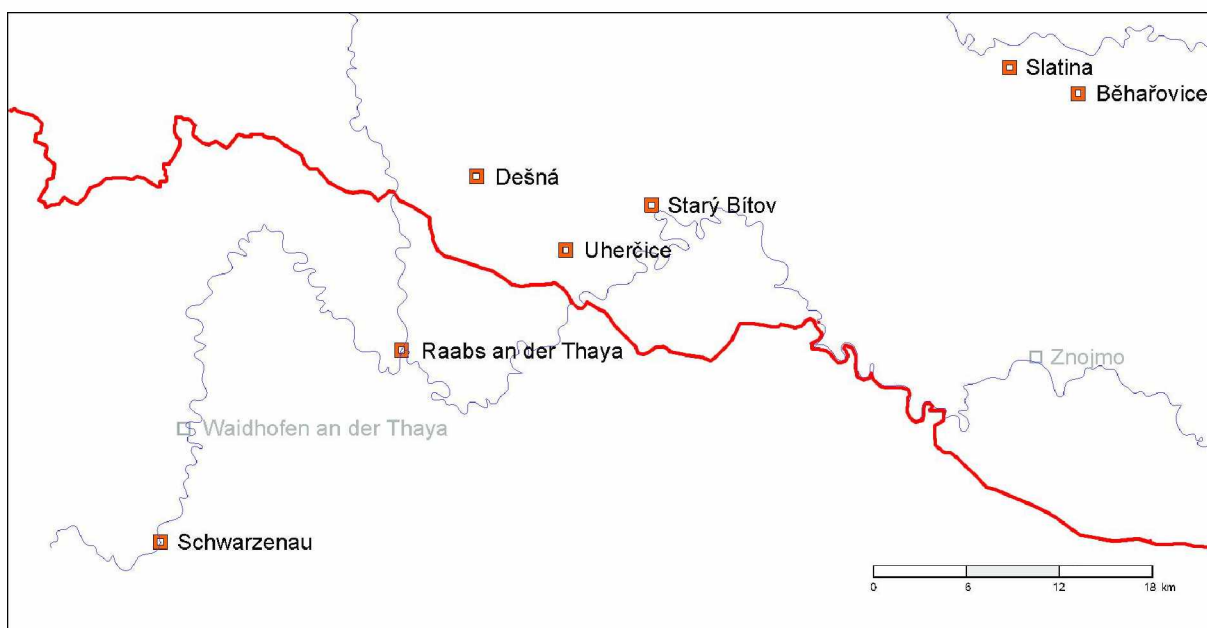 Slatina
Běhařovice
Dešná
Starý Bítov
Uherčice
Raabs an der Thaya
Znojmo
Waidhofen an der Thaya
Schwarzenau
0 6 12 18 km